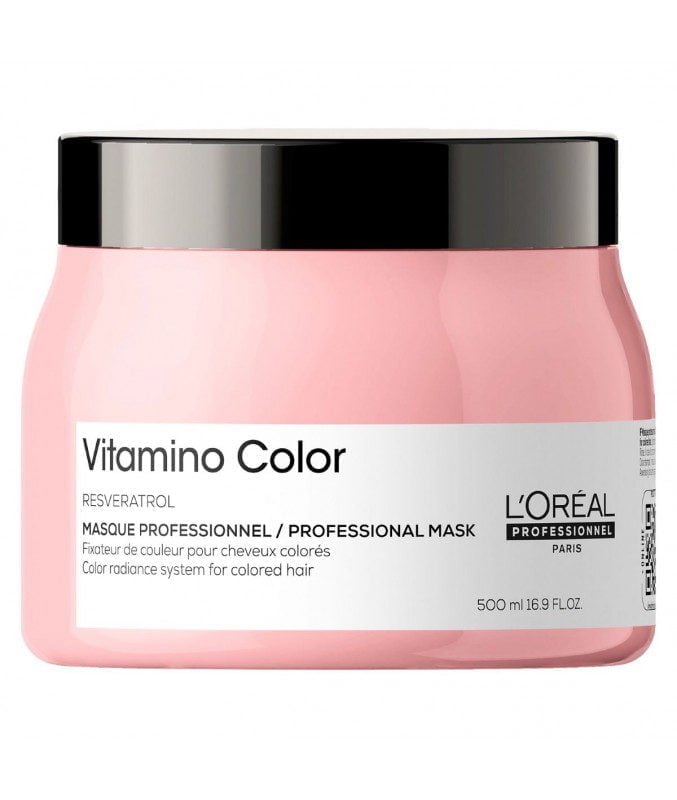 Vitamino Color
RESVERATROL
MASQUE PROFESSIONNEL / PROFESSIONAL MASK
Fixateur de couleur pour cheveux colorés
Color radiance system for colored hair
L'ORÉAL
PROFESSIONNEL
PARIS
500 ml 16.9 FL.OZ.
+ONLINE